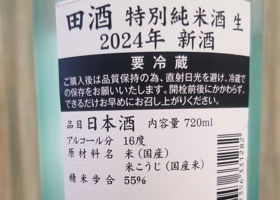 田酒 特別純米酒 生
2024年 新酒
要冷蔵
ご購入後は品質保持の為、直射日光を避け、冷蔵で
の保存をお願いいたします。開栓前後にかかわらず、
できるだけお早めにお召し上がりください。
品目 日本酒 内容量 720ml
アルコール分 16度
原材料名 米(国産)
米こうじ(国産米)
精米歩合 55%